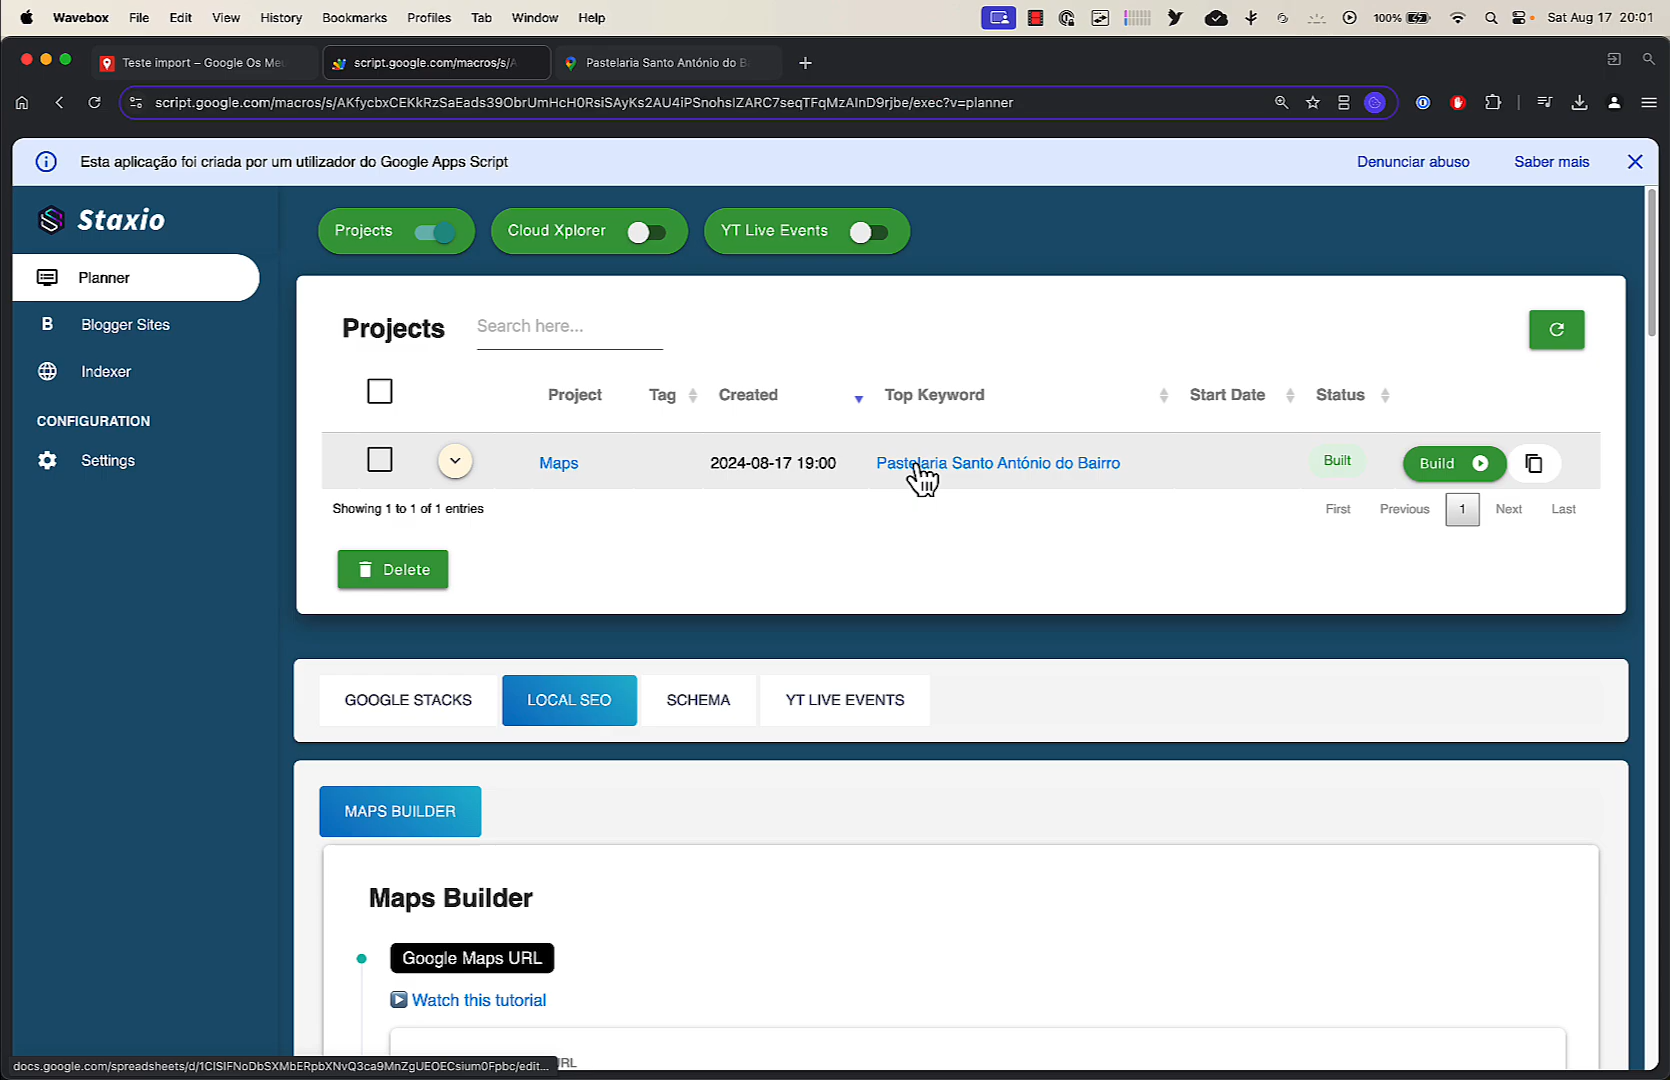 Wavebox File Edit View History Bookmarks Profiles Tab Window Help 100% Sat Aug 17 20:01
Teste import – Google Os Me script.google.com/macros/s/A Pastelaria Santo António do B
script.google.com/macros/s/AKfycbxCEKkRzSaEads39ObrUmHcH0RsiSAyKs2AU4iPSnohsIZARC7seqTFqMzAInD9rjbe/exec?v=planner
Esta aplicação foi criada por um utilizador do Google Apps Script Denunciar abuso Saber mais
Staxio
Planner
B Blogger Sites
Indexer
CONFIGURATION
Settings
Projects Cloud Xplorer YT Live Events
Projects Search here...
Project Tag Created Top Keyword Start Date Status
Maps 2024-08-17 19:00 Pastelaria Santo António do Bairro Built Build
Showing 1 to 1 of 1 entries First Previous 1 Next Last
Delete
GOOGLE STACKS LOCAL SEO SCHEMA YT LIVE EVENTS
MAPS BUILDER
Maps Builder
Google Maps URL
Watch this tutorial
docs.google.com/spreadsheets/d/1CISIFNoDbSXMbERpbXNvQ3ca9MnZgUEOECsium0Fpbc/edit...